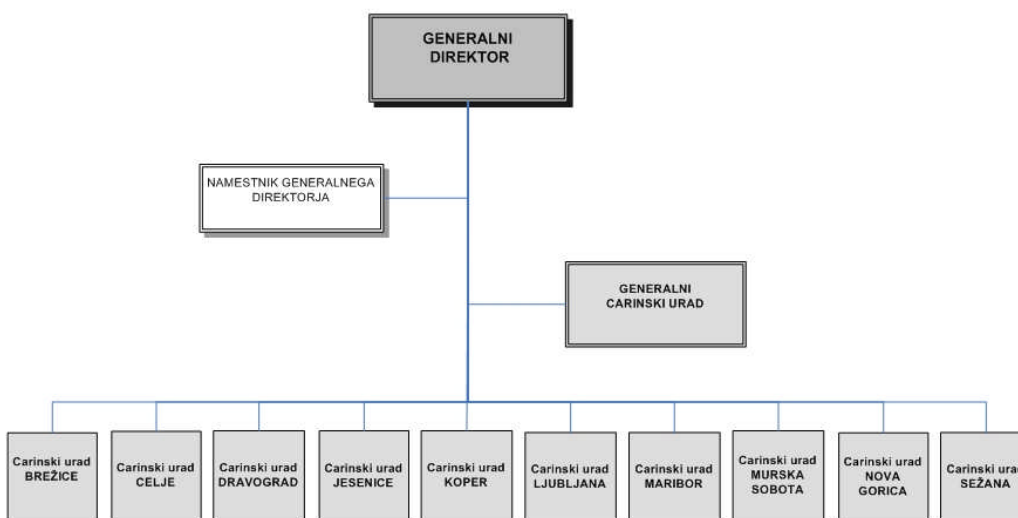 GENERALNI
DIREKTOR
NAMESTNIK GENERALNEGA
DIREKTORJA
GENERALNI
CARINSKI URAD
Carinski urad
BREŽICE
Carinski urad
CELJE
Carinski urad
DRAVOGRAD
Carinski urad
JESENICE
Carinski urad
KOPER
Carinski urad
LJUBLJANA
Carinski urad
MARIBOR
Carinski urad
MURSKA
SOBOTA
Carinski urad
NOVA
GORICA
Carinski urad
SEŽANA